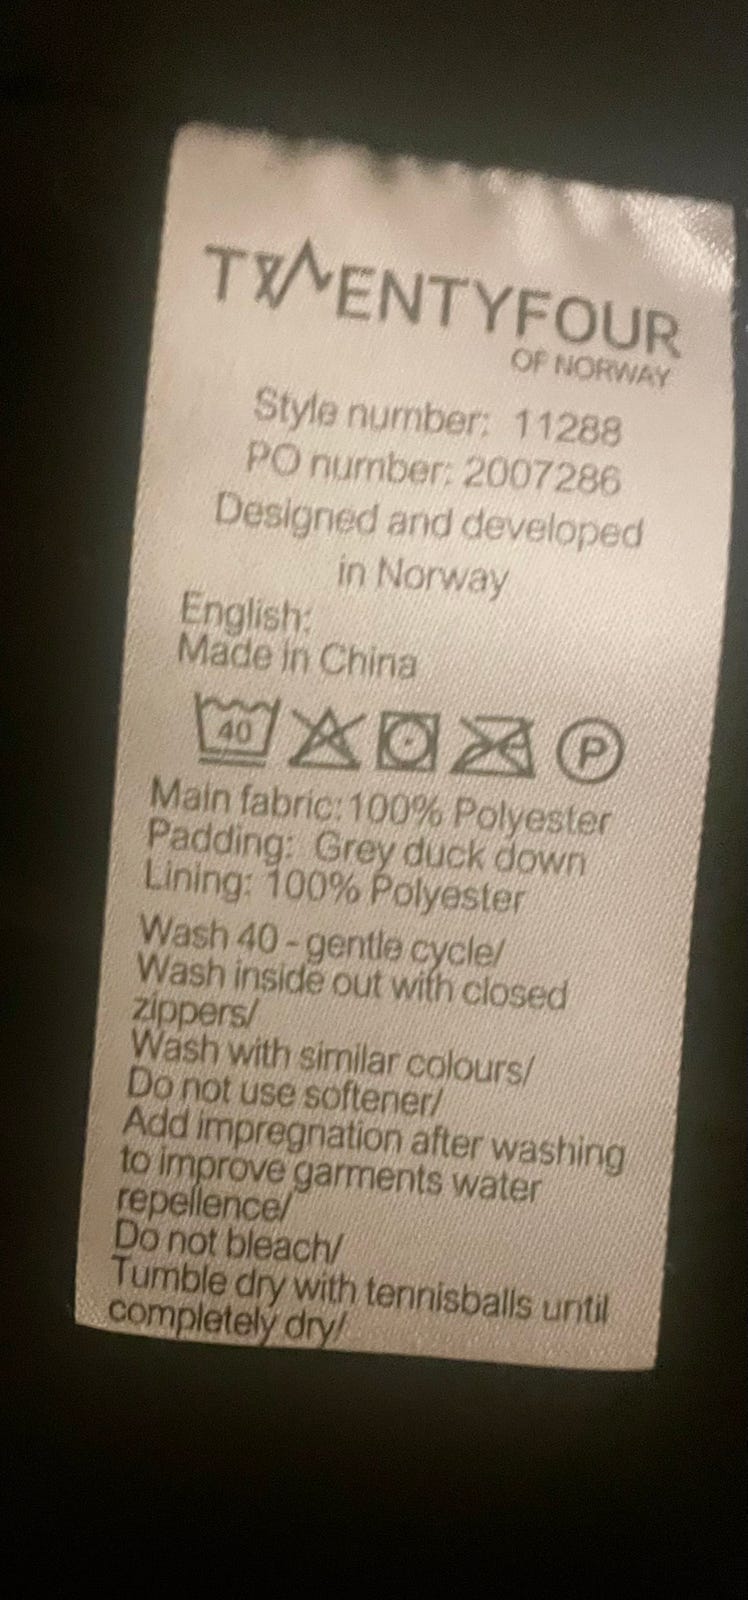 TWENTYFOUR
OF NORWAY
Style number: 11288
PO number: 2007286
Designed and developed
in Norway
English:
Made in China
40 P
Main fabric: 100% Polyester
Padding: Grey duck down
Lining: 100% Polyester
Wash 40 - gentle cycle/
Wash inside out with closed
zippers/
Wash with similar colours/
Do not use softener/
Add impregnation after washing
to improve garments water
repellence/
Do not bleach/
Tumble dry with tennisballs until
completely dry/